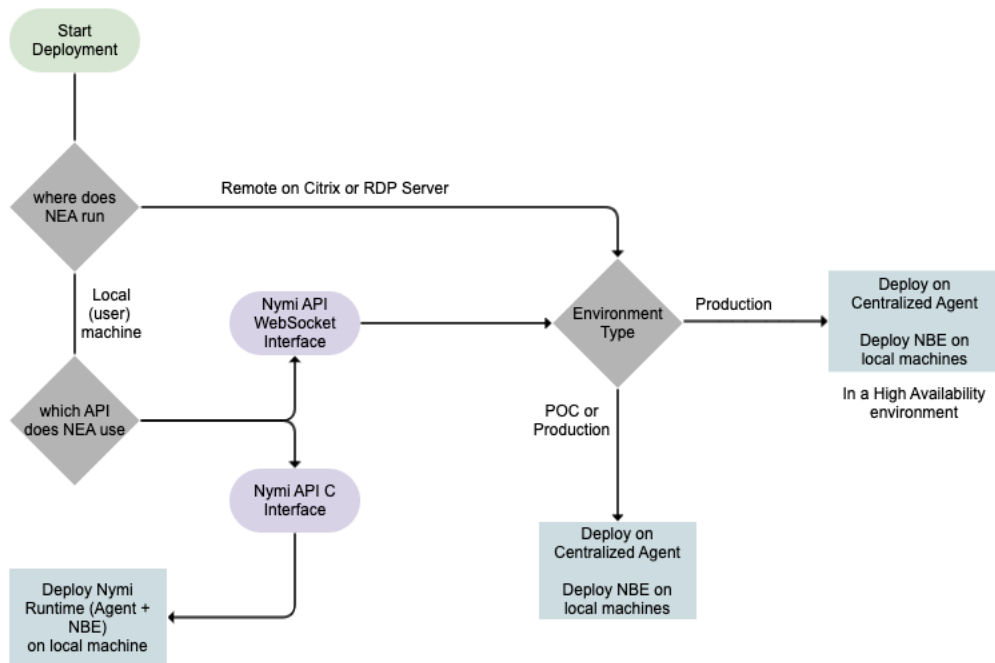 Start
Deployment
where does
NEA run
Remote on Citrix or RDP Server
Local
(user)
machine
which API
does NEA use
Nymi API
WebSocket
Interface
Nymi API C
Interface
Deploy Nymi
Runtime (Agent +
NBE)
on local machine
Environment
Type
Production
Deploy on
Centralized Agent
Deploy NBE on
local machines
In a High Availability
environment
POC or
Production
Deploy on
Centralized Agent
Deploy NBE on
local machines